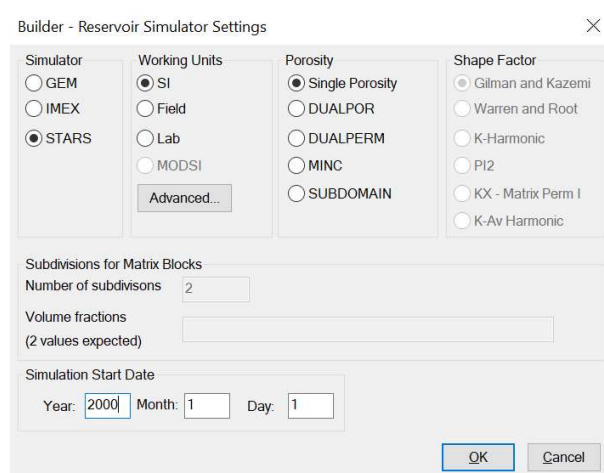 Builder - Reservoir Simulator Settings
Simulator
GEM
IMEX
STARS
Working Units
SI
Field
Lab
MODSI
Advanced...
Porosity
Single Porosity
DUALPOR
DUALPERM
MINC
SUBDOMAIN
Shape Factor
Gilman and Kazemi
Warren and Root
K-Harmonic
PI2
KX - Matrix Perm I
K-Av Harmonic
Subdivisions for Matrix Blocks
Number of subdivisons 2
Volume fractions
(2 values expected)
Simulation Start Date
Year: 2000 Month: 1 Day: 1
OK Cancel